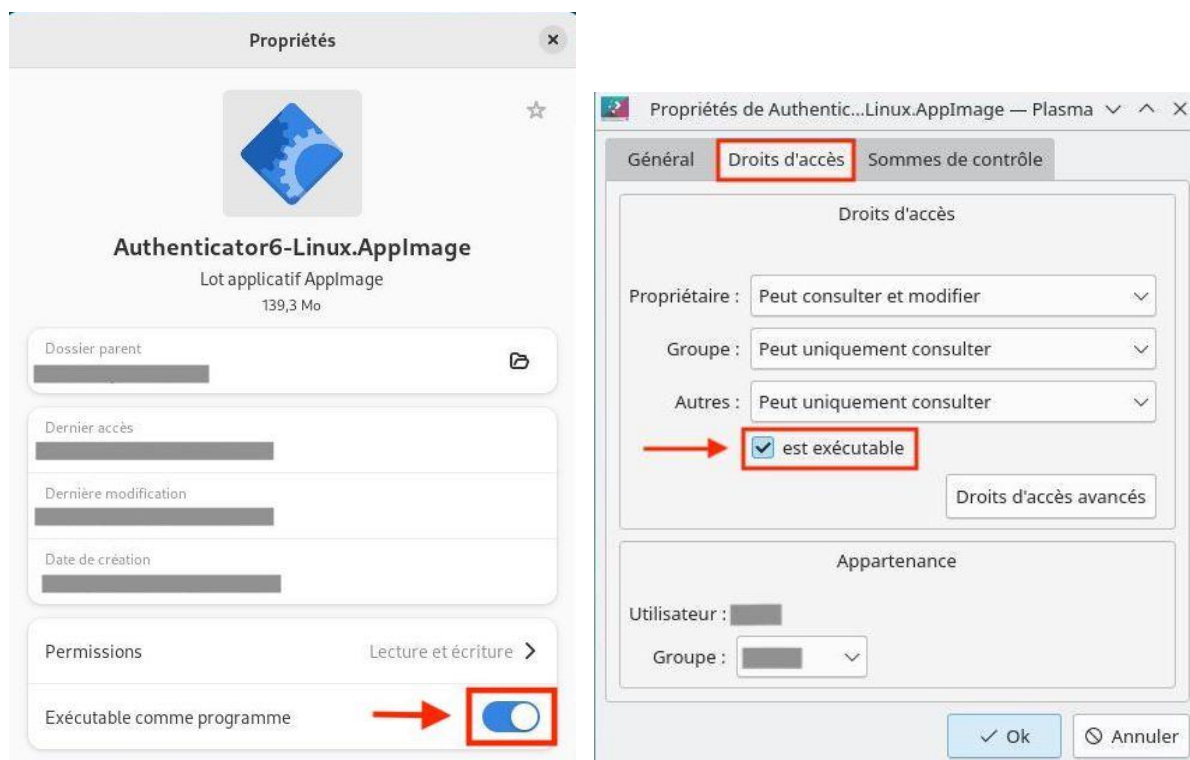 Propriétés
Authenticator6-Linux.AppImage
Lot applicatif AppImage
139,3 Mo
Dossier parent
Dernier accès
Dernière modification
Date de création
Permissions Lecture et écriture
Exécutable comme programme
Propriétés de Authentic...Linux.AppImage — Plasma
Général Droits d'accès Sommes de contrôle
Droits d'accès
Propriétaire : Peut consulter et modifier
Groupe : Peut uniquement consulter
Autres : Peut uniquement consulter
est exécutable
Droits d'accès avancés
Appartenance
Utilisateur :
Groupe :
Ok Annuler